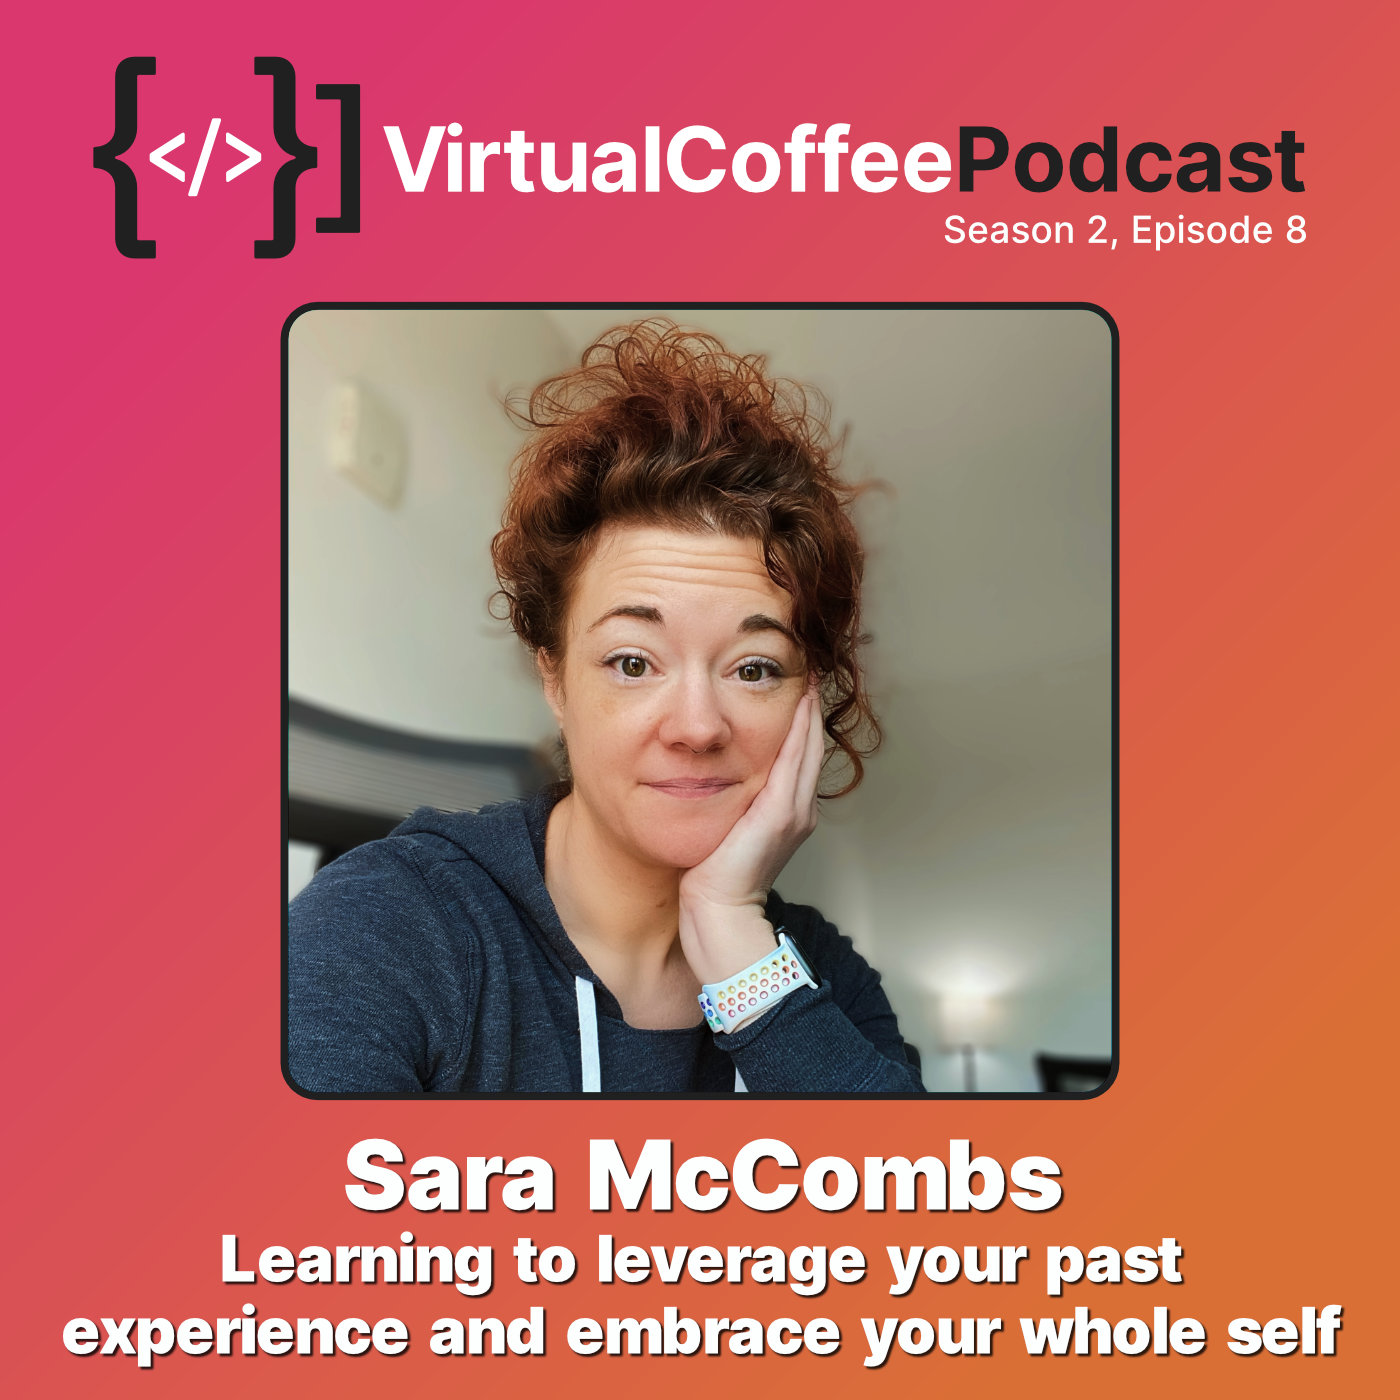 {</>}] VirtualCoffeePodcast
Season 2, Episode 8
Sara McCombs
Learning to leverage your past
experience and embrace your whole self